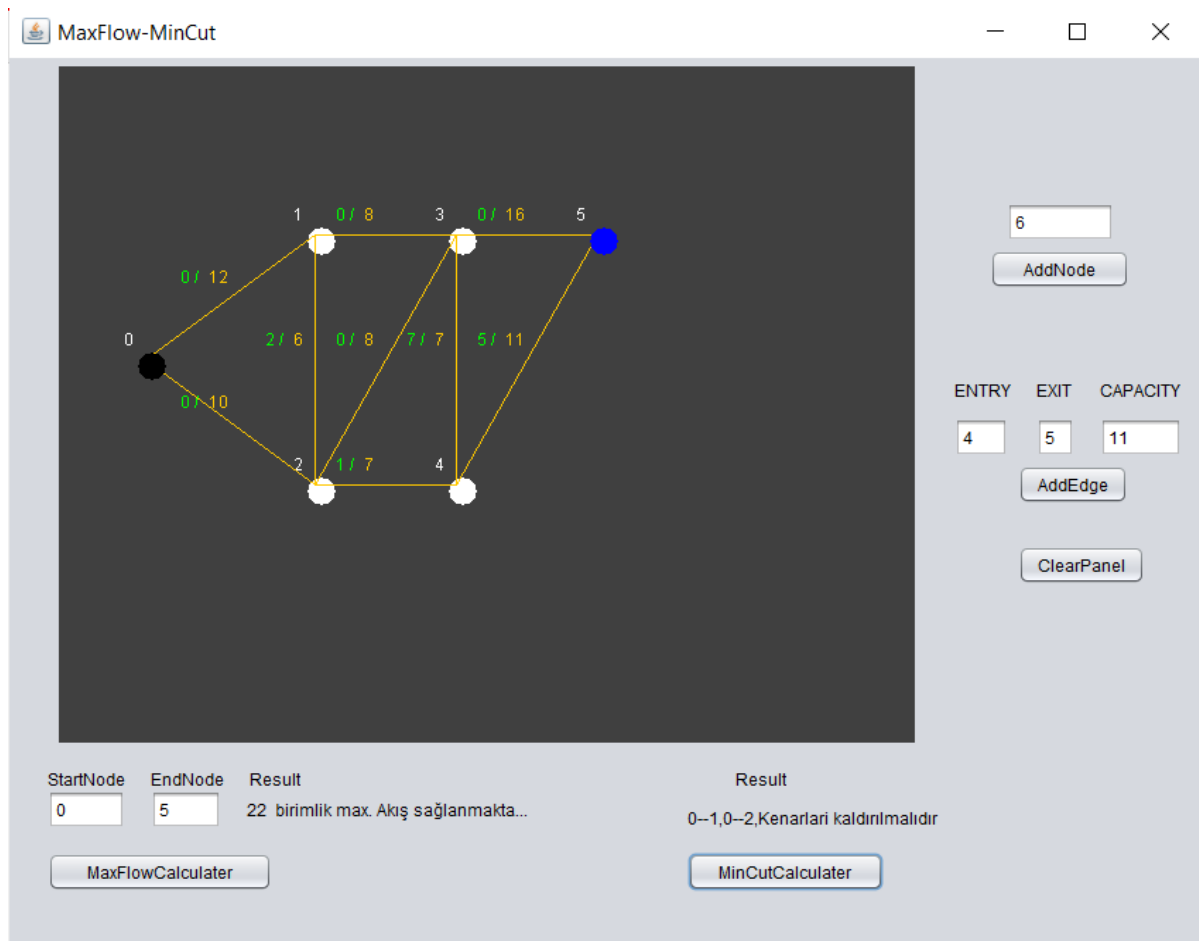 MaxFlow-MinCut
1 0/ 8 3 0/ 16 5
0/ 12
6
AddNode
0 2/ 6 0/ 8 7/ 7 5/ 11
0/ 10
ENTRY EXIT CAPACITY
4 5 11
2 1/ 7 4
AddEdge
ClearPanel
StartNode EndNode Result Result
0 5 22 birimlik max. Akış sağlanmakta...
0--1,0--2,Kenarlari kaldırılmalıdır
MaxFlowCalculater MinCutCalculater